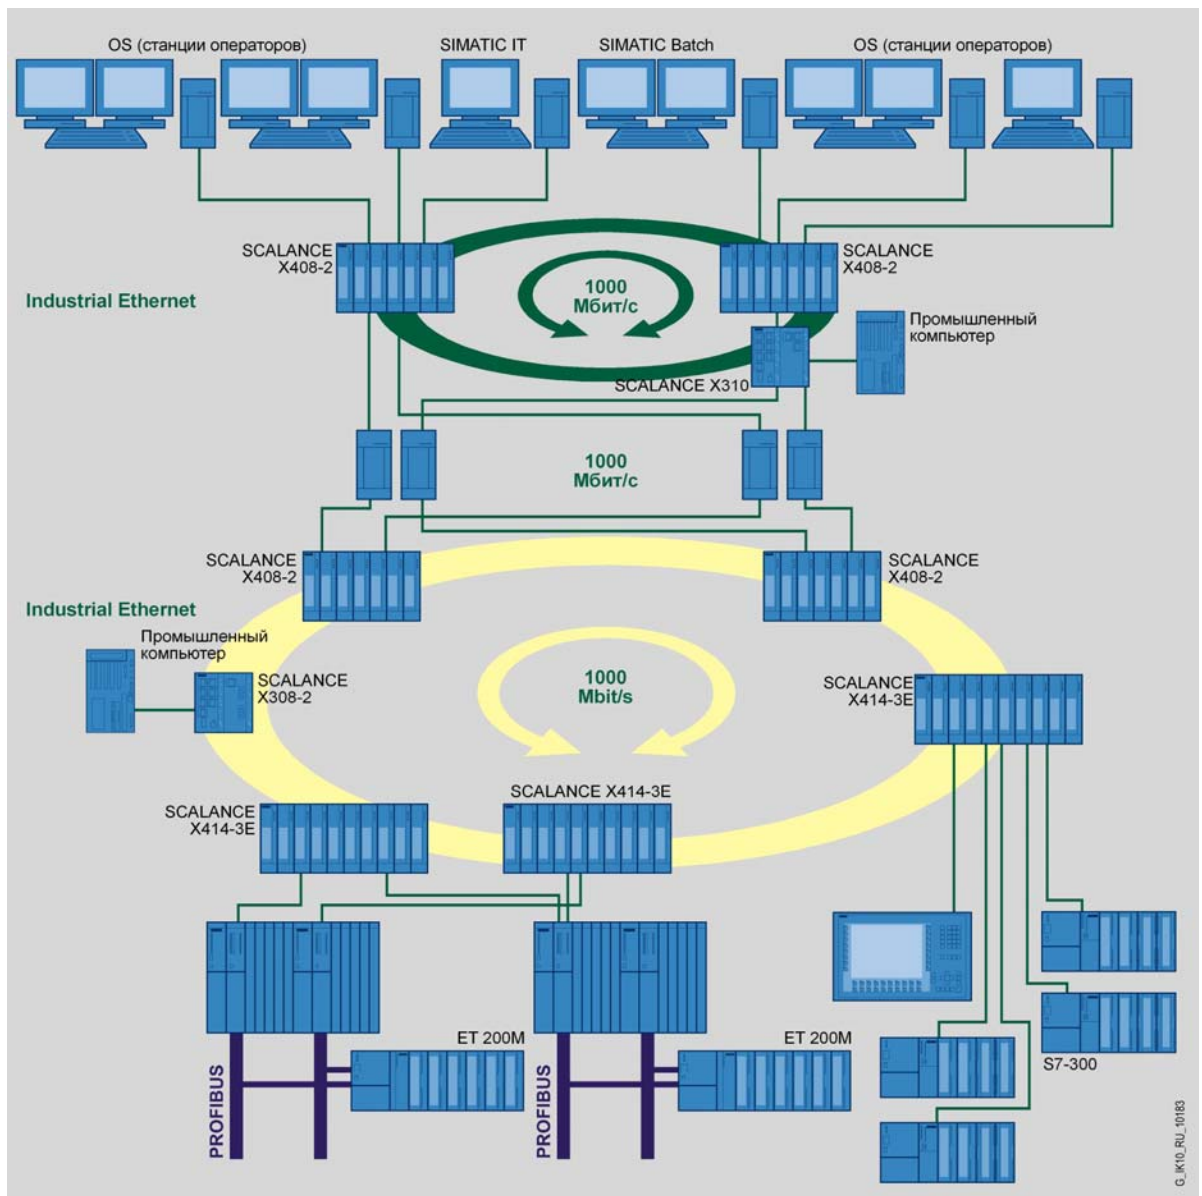 OS (станции операторов)
SIMATIC IT
SIMATIC Batch
OS (станции операторов)
SCALANCE
X408-2
SCALANCE
X408-2
1000
Мбит/с
Industrial Ethernet
Промышленный
компьютер
SCALANCE X310
1000
Мбит/с
SCALANCE
X408-2
SCALANCE
X408-2
Industrial Ethernet
Промышленный
компьютер
SCALANCE
X308-2
1000
Mbit/s
SCALANCE
X414-3E
SCALANCE X414-3E
SCALANCE
X414-3E
ET 200M
ET 200M
PROFIBUS
PROFIBUS
S7-300
G_IK10_RU_10183